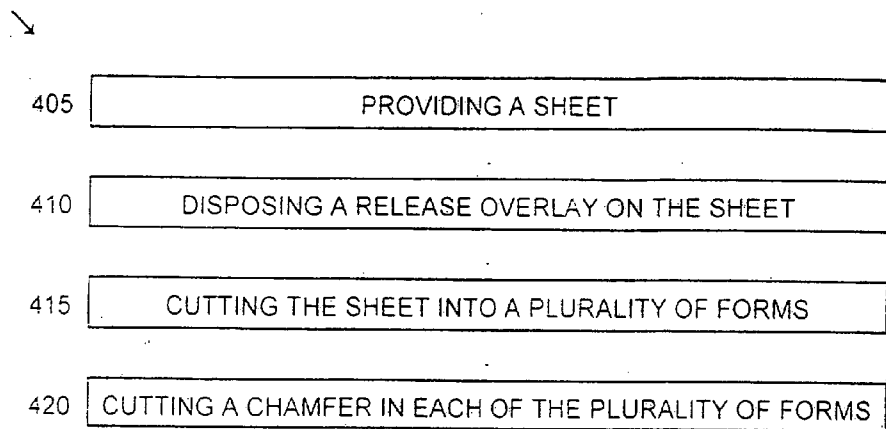 405 PROVIDING A SHEET
410 DISPOSING A RELEASE OVERLAY ON THE SHEET
415 CUTTING THE SHEET INTO A PLURALITY OF FORMS
420 CUTTING A CHAMFER IN EACH OF THE PLURALITY OF FORMS